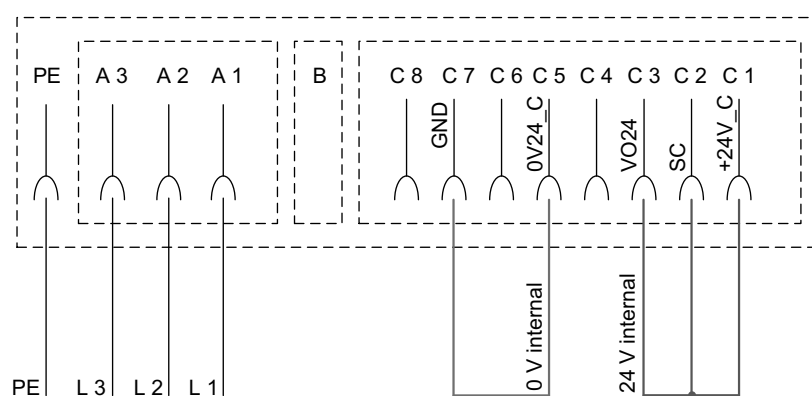 PE A 3 A 2 A 1 B C 8 C 7 C 6 C 5 C 4 C 3 C 2 C 1
GND 0V24_C VO24 SC +24V_C
0 V internal 24 V internal
PE L 3 L 2 L 1